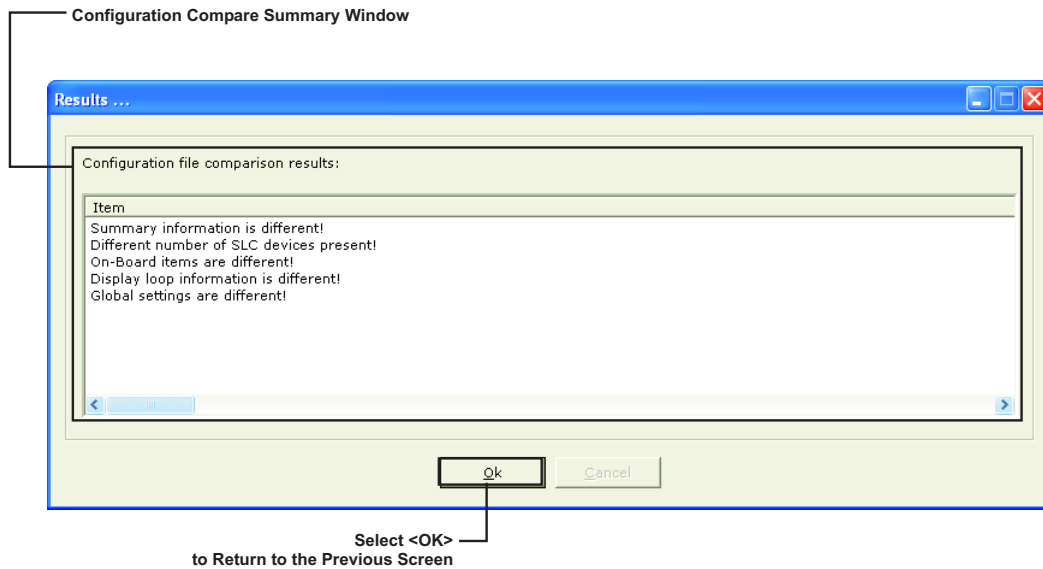 Configuration Compare Summary Window
Results ...
Configuration file comparison results:
Item
Summary information is different!
Different number of SLC devices present!
On-Board items are different!
Display loop information is different!
Global settings are different!
Ok
Cancel
Select <OK>
to Return to the Previous Screen